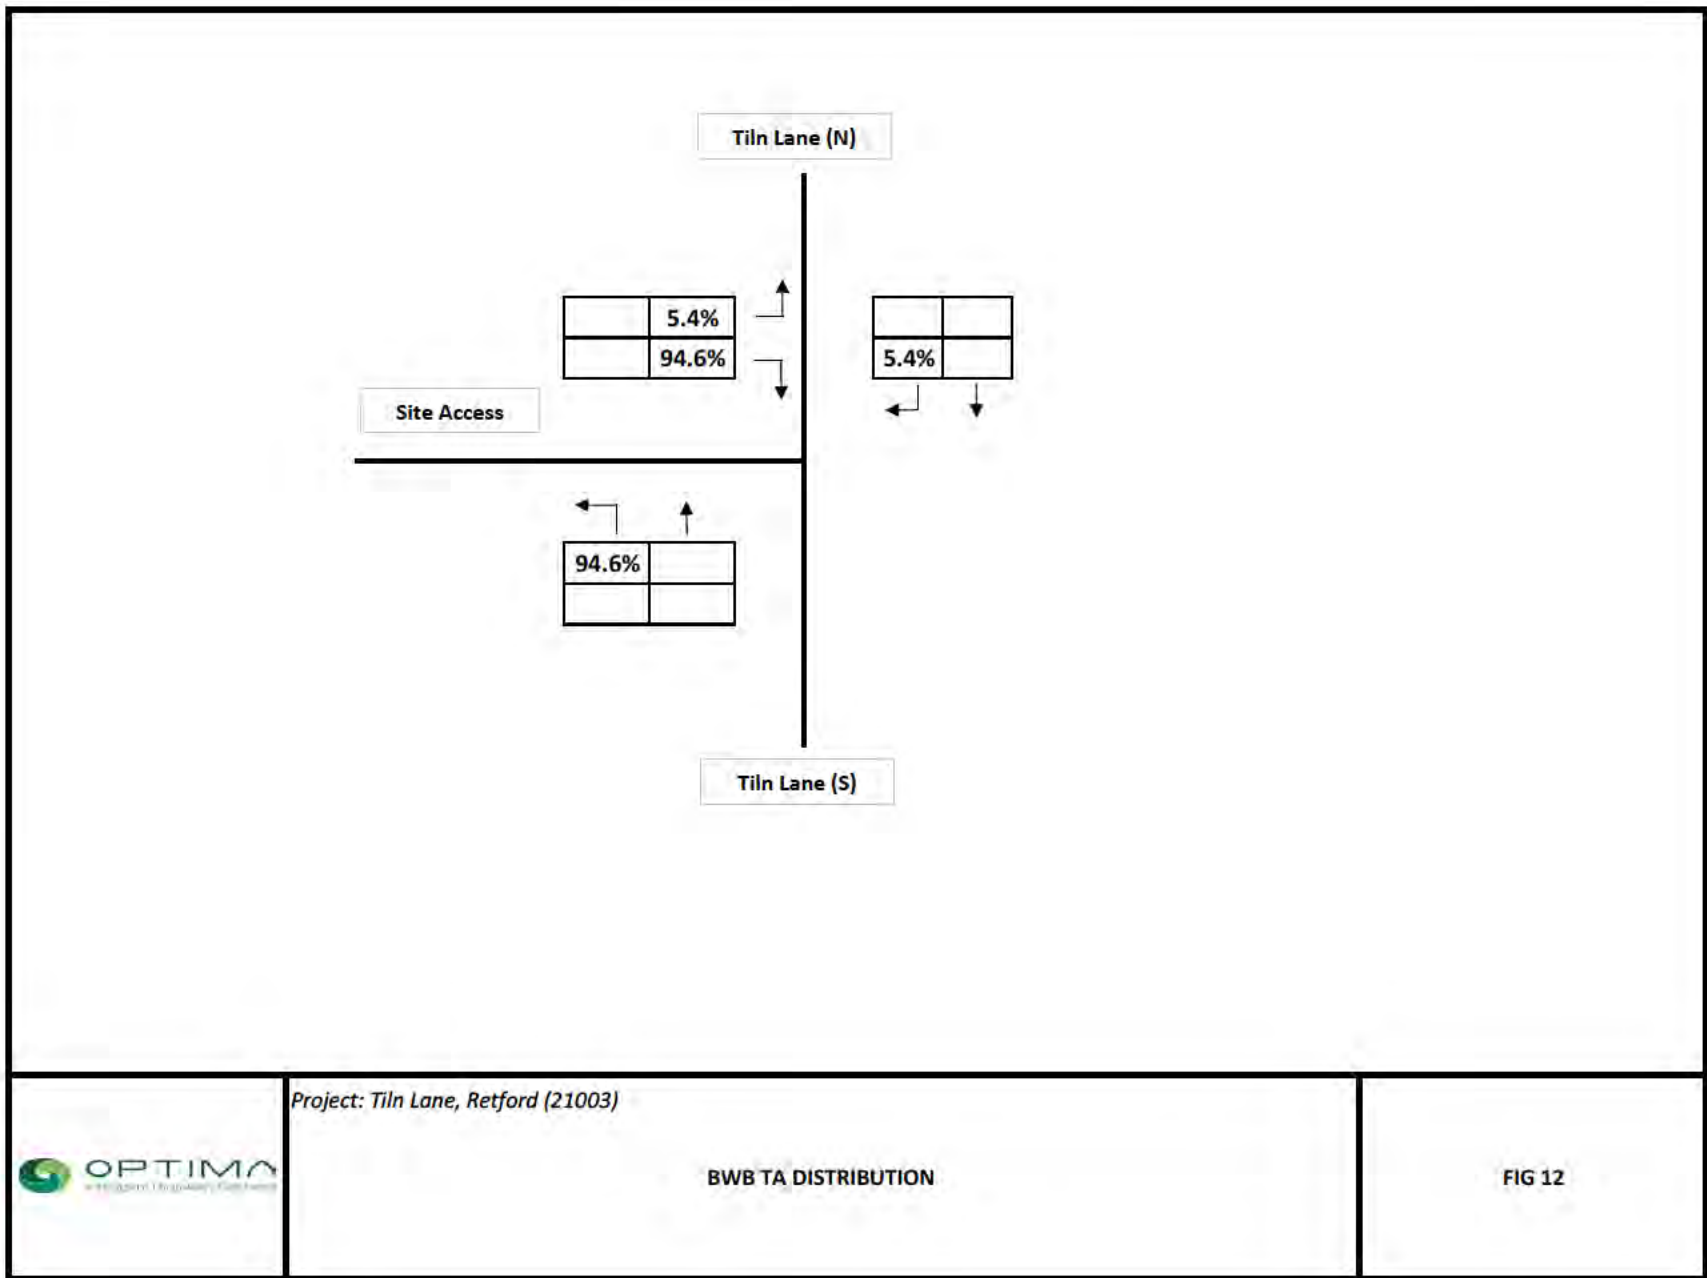 Tiln Lane (N)
5.4%
94.6%
5.4%
Site Access
94.6%
Tiln Lane (S)
Project: Tiln Lane, Retford (21003)
OPTIMA
BWB TA DISTRIBUTION
FIG 12